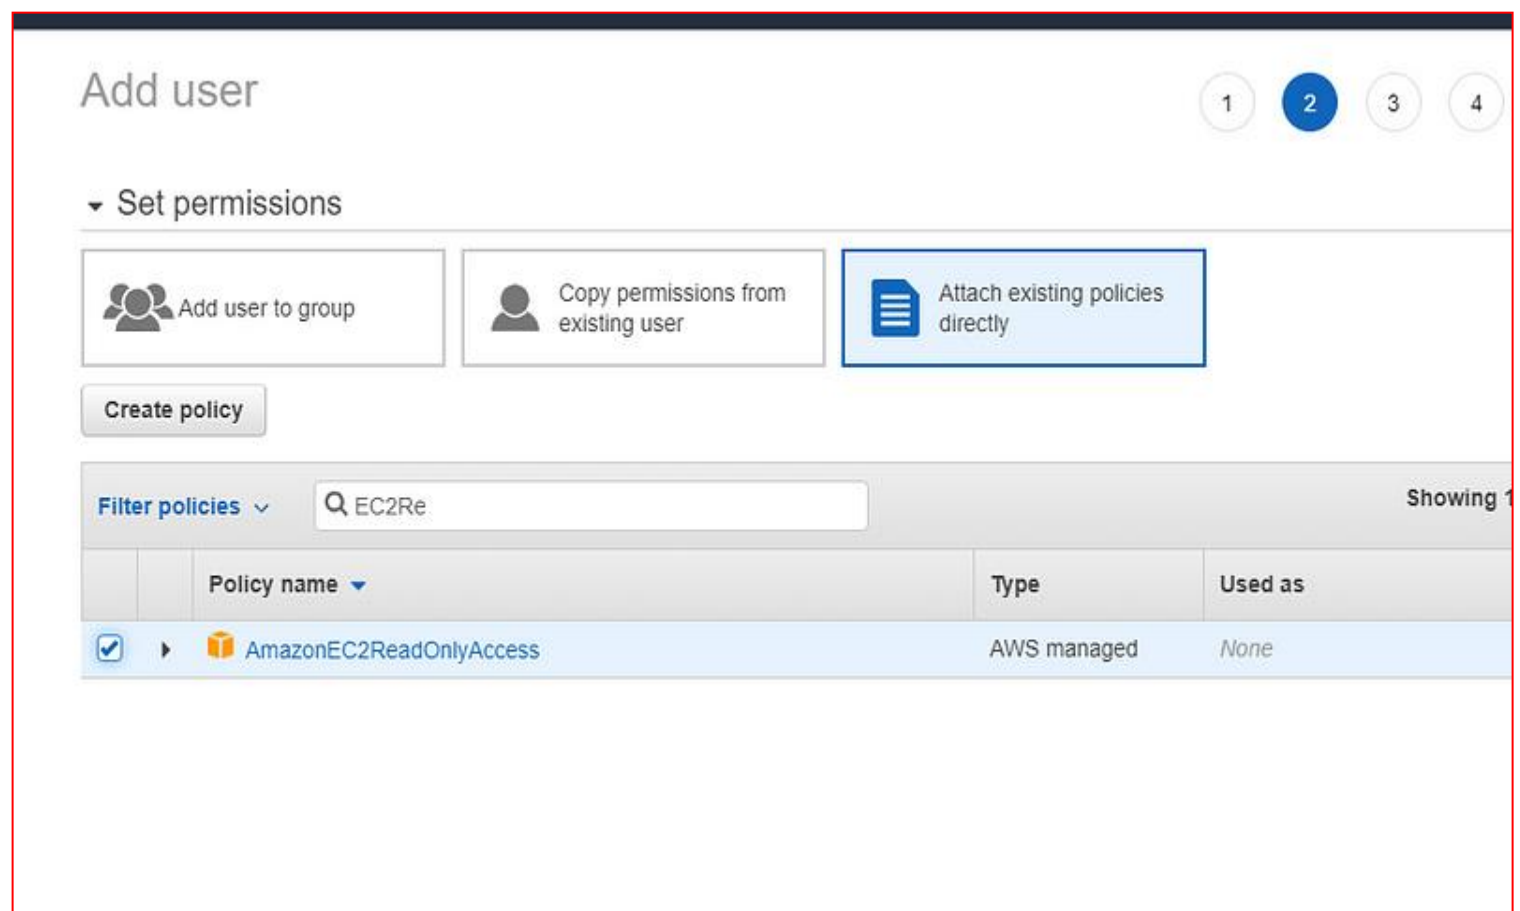 Add user
1 2 3 4
Set permissions
Add user to group
Copy permissions from
existing user
Attach existing policies
directly
Create policy
Filter policies
EC2Re
Showing 1
Policy name
Type
Used as
AmazonEC2ReadOnlyAccess
AWS managed
None